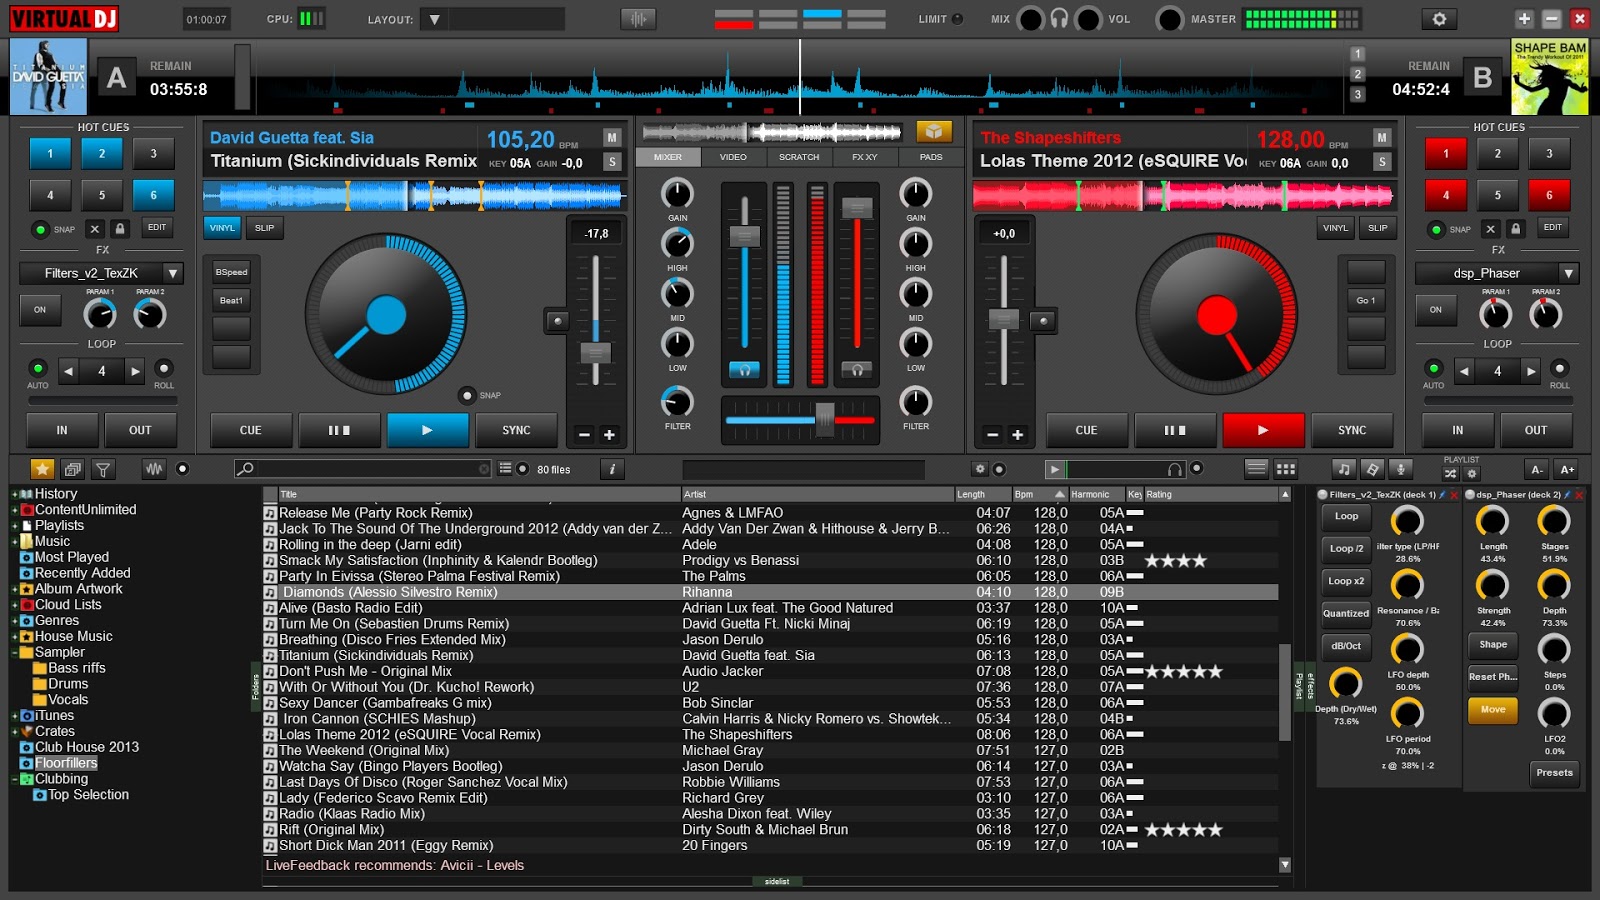 VIRTUAL DJ
01:00:07
CPU:
LAYOUT:
LIMIT
MIX
VOL
MASTER
TITANIUM
DAVID GUETTA
SIA
A
REMAIN
03:55:8
1
2
3
REMAIN
04:52:4
B
SHAPE BAM
The Trendy Workout Of 2011
HOT CUES
1 2 3
4 5 6
SNAP X EDIT
FX
Filters_v2_TexZK
ON PARAM 1 PARAM 2
LOOP
AUTO 4 ROLL
IN OUT
David Guetta feat. Sia
105,20 BPM M
Titanium (Sickindividuals Remix
KEY 05A GAIN -0,0 S
VINYL SLIP
BSpeed
Beat1
-17,8
SNAP
CUE SYNC
MIXER VIDEO SCRATCH FX XY PADS
GAIN GAIN
HIGH HIGH
MID MID
LOW LOW
FILTER FILTER
The Shapeshifters
128,00 BPM M
Lolas Theme 2012 (eSQUIRE Vo
KEY 06A GAIN 0,0 S
VINYL SLIP
+0,0
Go 1
CUE SYNC
HOT CUES
1 2 3
4 5 6
SNAP X EDIT
FX
dsp_Phaser
ON PARAM 1 PARAM 2
LOOP
AUTO 4 ROLL
IN OUT
80 files
i
PLAYLIST
A- A+
History
ContentUnlimited
Playlists
Music
Most Played
Recently Added
Album Artwork
Cloud Lists
Genres
House Music
Sampler
Bass riffs
Drums
Vocals
iTunes
Crates
Club House 2013
Floorfillers
Clubbing
Top Selection
Folders
Title Artist Length Bpm Harmonic Key Rating
Release Me (Party Rock Remix) Agnes & LMFAO 04:07 128,0 05A
Jack To The Sound Of The Underground 2012 (Addy van der Z... Addy Van Der Zwan & Hithouse & Jerry B... 06:26 128,0 04A
Rolling in the deep (Jarni edit) Adele 04:08 128,0 05A
Smack My Satisfaction (Inphinity & Kalendr Bootleg) Prodigy vs Benassi 06:10 128,0 03B ★★★★
Party In Eivissa (Stereo Palma Festival Remix) The Palms 06:05 128,0 06A
Diamonds (Alessio Silvestro Remix) Rihanna 04:10 128,0 09B
Alive (Basto Radio Edit) Adrian Lux feat. The Good Natured 03:37 128,0 10A
Turn Me On (Sebastien Drums Remix) David Guetta Ft. Nicki Minaj 06:19 128,0 05A
Breathing (Disco Fries Extended Mix) Jason Derulo 05:16 128,0 03A
Titanium (Sickindividuals Remix) David Guetta feat. Sia 06:13 128,0 05A
Don't Push Me - Original Mix Audio Jacker 07:08 128,0 05A ★★★★★
With Or Without You (Dr. Kucho! Rework) U2 07:36 128,0 07A
Sexy Dancer (Gambafreaks G mix) Bob Sinclar 05:53 128,0 06A
Iron Cannon (SCHIES Mashup) Calvin Harris & Nicky Romero vs. Showtek... 05:34 128,0 04B
Lolas Theme 2012 (eSQUIRE Vocal Remix) The Shapeshifters 08:06 128,0 06A
The Weekend (Original Mix) Michael Gray 07:51 127,0 02B
Watcha Say (Bingo Players Bootleg) Jason Derulo 06:14 127,0 03A
Last Days Of Disco (Roger Sanchez Vocal Mix) Robbie Williams 07:53 127,0 06A
Lady (Federico Scavo Remix Edit) Richard Grey 03:10 127,0 06A
Radio (Klaas Radio Mix) Alesha Dixon feat. Wiley 03:35 127,0 03A
Rift (Original Mix) Dirty South & Michael Brun 06:18 127,0 02A ★★★★★
Short Dick Man 2011 (Eggy Remix) 20 Fingers 05:19 127,0 10A
LiveFeedback recommends: Avicii - Levels
sidelist
Playlist
effects
Filters_v2_TexZK (deck 1)
Loop
ilter type (LP/HF
28.6%
Loop /2
Loop x2
Quantized
Resonance / Ba
70.6%
dB/Oct
LFO depth
50.0%
Depth (Dry/Wet)
73.6%
LFO period
70.0%
z @ 38% | -2
dsp_Phaser (deck 2)
Length Stages
43.4% 51.9%
Strength Depth
42.4% 73.3%
Shape
Reset Ph...
Steps
0.0%
Move
LFO2
0.0%
Presets